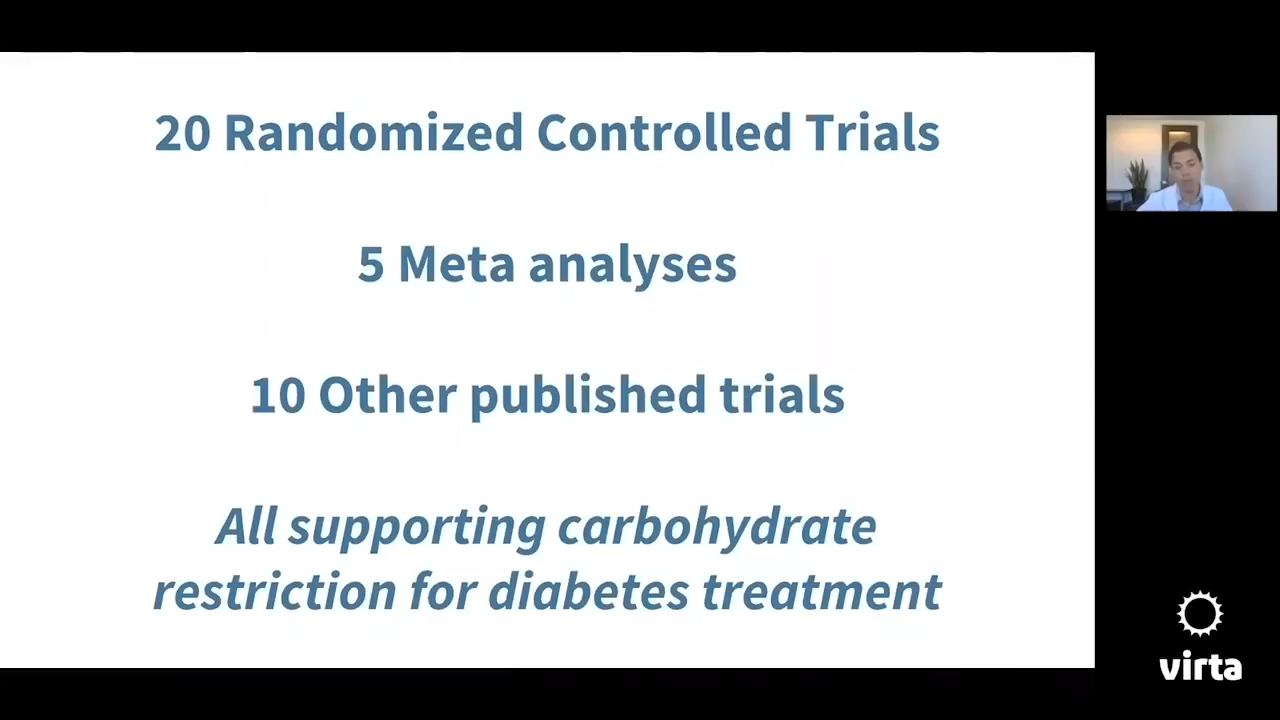 20 Randomized Controlled Trials
5 Meta analyses
10 Other published trials
All supporting carbohydrate
restriction for diabetes treatment
virta